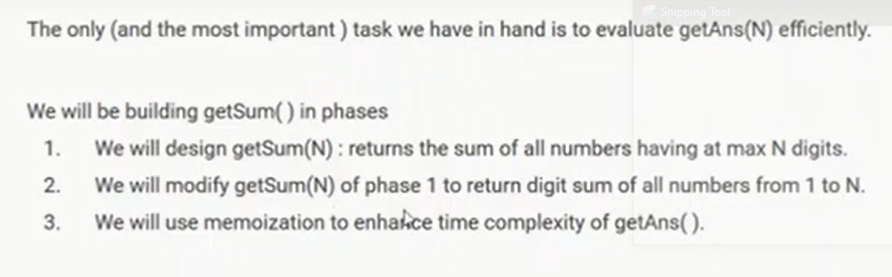 Snipping Tool
The only (and the most important ) task we have in hand is to evaluate getAns(N) efficiently.
We will be building getSum( ) in phases
1. We will design getSum(N) : returns the sum of all numbers having at max N digits.
2. We will modify getSum(N) of phase 1 to return digit sum of all numbers from 1 to N.
3. We will use memoization to enhance time complexity of getAns( ).